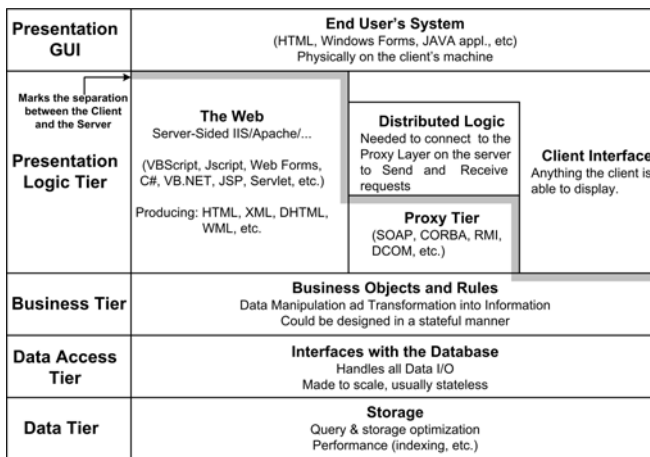 Presentation
GUI
End User's System
(HTML, Windows Forms, JAVA appl., etc)
Physically on the client's machine
Marks the separation
between the Client
and the Server
Presentation
Logic Tier
The Web
Server-Sided IIS/Apache/...
(VBScript, Jscript, Web Forms,
C#, VB.NET, JSP, Servlet, etc.)
Producing: HTML, XML, DHTML,
WML, etc.
Distributed Logic
Needed to connect to the
Proxy Layer on the server
to Send and Receive
requests
Proxy Tier
(SOAP, CORBA, RMI,
DCOM, etc.)
Client Interface
Anything the client is
able to display.
Business Tier
Business Objects and Rules
Data Manipulation ad Transformation into Information
Could be designed in a stateful manner
Data Access
Tier
Interfaces with the Database
Handles all Data I/O
Made to scale, usually stateless
Data Tier
Storage
Query & storage optimization
Performance (indexing, etc.)